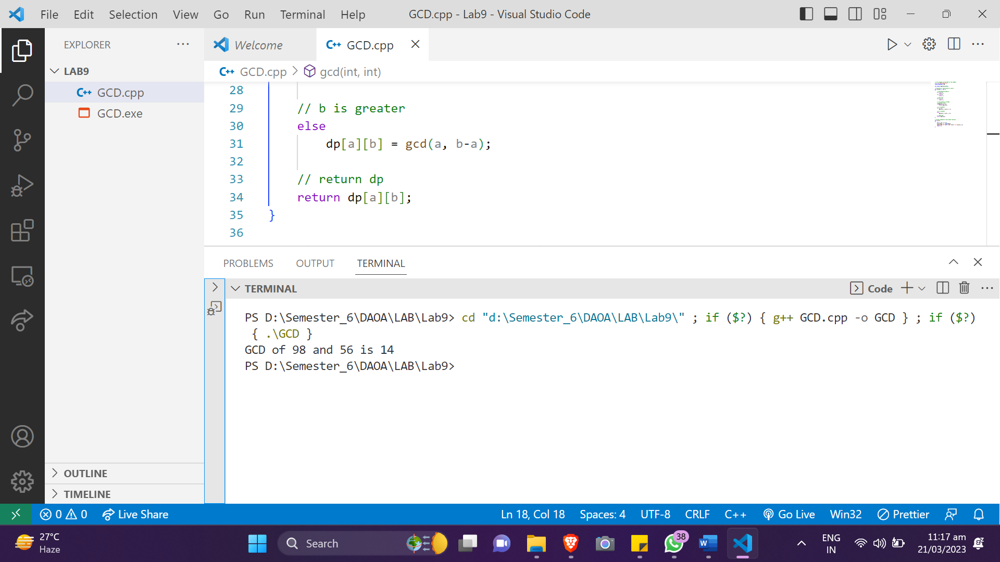 File Edit Selection View Go Run Terminal Help GCD.cpp - Lab9 - Visual Studio Code
EXPLORER
LAB9
GCD.cpp
GCD.exe
OUTLINE
TIMELINE
Welcome GCD.cpp
GCD.cpp > gcd(int, int)
28
29 // b is greater
30 else
31 dp[a][b] = gcd(a, b-a);
32
33 // return dp
34 return dp[a][b];
35 }
36
PROBLEMS OUTPUT TERMINAL
TERMINAL Code
PS D:\Semester_6\DAOA\LAB\Lab9> cd "d:\Semester_6\DAOA\LAB\Lab9\" ; if ($?) { g++ GCD.cpp -o GCD } ; if ($?)
{ .\GCD }
GCD of 98 and 56 is 14
PS D:\Semester_6\DAOA\LAB\Lab9>
0 0 Live Share Ln 18, Col 18 Spaces: 4 UTF-8 CRLF C++ Go Live Win32 Prettier
27°C
Haze
Search
38
ENG
IN
11:17 am
21/03/2023